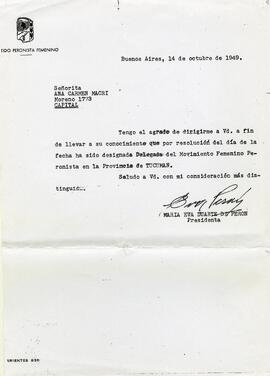 TIDO PERONISTA FEMENINO
Buenos Aires, 14 de octubre de 1949.
Señorita
ANA CARMEN MACRI
Moreno 1773
CAPITAL
Tengo el agrado de dirigirme a Vd. a fin
de llevar a su conocimiento que por resolución del día de la
fecha ha sido designada Delegada del Movimiento Femenino Pe-
ronista en la Provincia de TUCUMAN.
Saludo a Vd. con mi consideración más dis-
tinguida.
Eva Perón
MARIA EVA DUARTE DE PERON
Presidenta